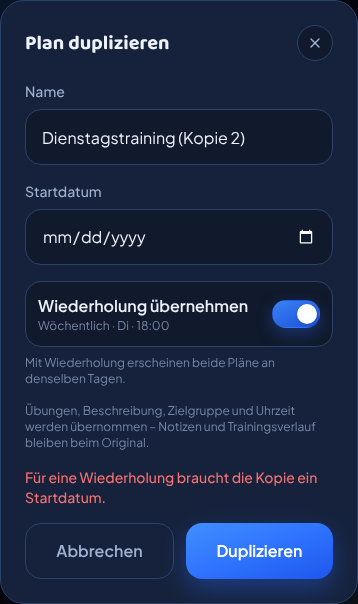 Plan duplizieren
Name
Dienstagstraining (Kopie 2)
Startdatum
mm/dd/yyyy
Wiederholung übernehmen
Wöchentlich · Di · 18:00
Mit Wiederholung erscheinen beide Pläne an
denselben Tagen.
Übungen, Beschreibung, Zielgruppe und Uhrzeit
werden übernommen – Notizen und Trainingsverlauf
bleiben beim Original.
Für eine Wiederholung braucht die Kopie ein
Startdatum.
Abbrechen
Duplizieren